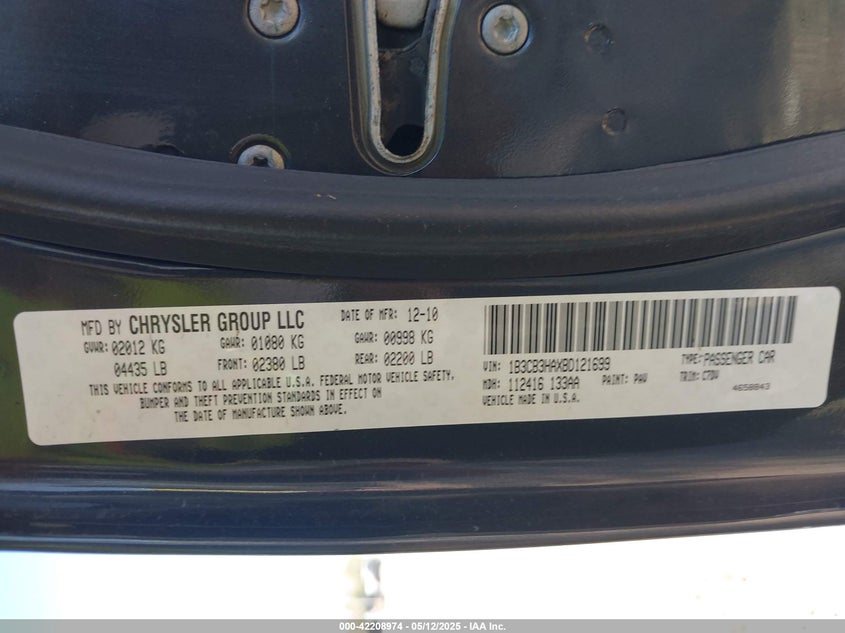 MFD BY CHRYSLER GROUP LLC
DATE OF MFR: 12-10
GVWR: 02012 KG GAWR: 01080 KG GAWR: 00998 KG
04435 LB FRONT: 02380 LB REAR: 02200 LB
THIS VEHICLE CONFORMS TO ALL APPLICABLE U.S.A. FEDERAL MOTOR VEHICLE SAFETY,
BUMPER AND THEFT PREVENTION STANDARDS IN EFFECT ON
THE DATE OF MANUFACTURE SHOWN ABOVE.
VIN: 1B3CB3HAXBD121699 TYPE: PASSENGER CAR
MDH: 112416 133AA PAINT: PAV TRIM: C7DV
VEHICLE MADE IN U.S.A. 4658843
000-42208974 - 05/12/2025 - IAA Inc.